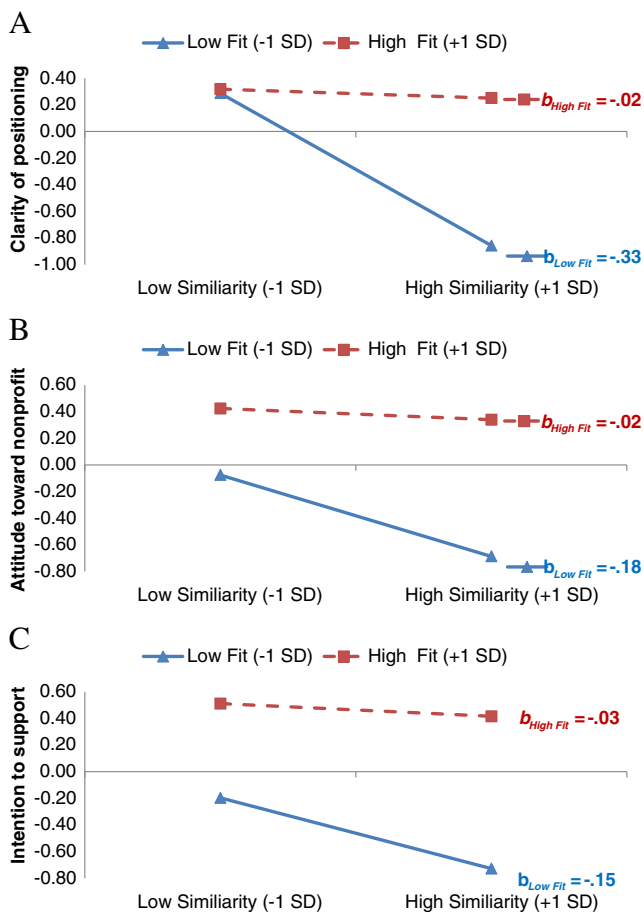 A
Low Fit (-1 SD) High Fit (+1 SD)
Clarity of positioning
0.40
0.20
0.00
-0.20
-0.40
-0.60
-0.80
-1.00
b High Fit = -.02
b Low Fit = -.33
Low Similiarity (-1 SD) High Similiarity (+1 SD)
B
Low Fit (-1 SD) High Fit (+1 SD)
Attitude toward nonprofit
0.60
0.40
0.20
0.00
-0.20
-0.40
-0.60
-0.80
b High Fit = -.02
b Low Fit = -.18
Low Similiarity (-1 SD) High Similiarity (+1 SD)
C
Low Fit (-1 SD) High Fit (+1 SD)
Intention to support
0.60
0.40
0.20
0.00
-0.20
-0.40
-0.60
-0.80
b High Fit = -.03
b Low Fit = -.15
Low Similiarity (-1 SD) High Similiarity (+1 SD)